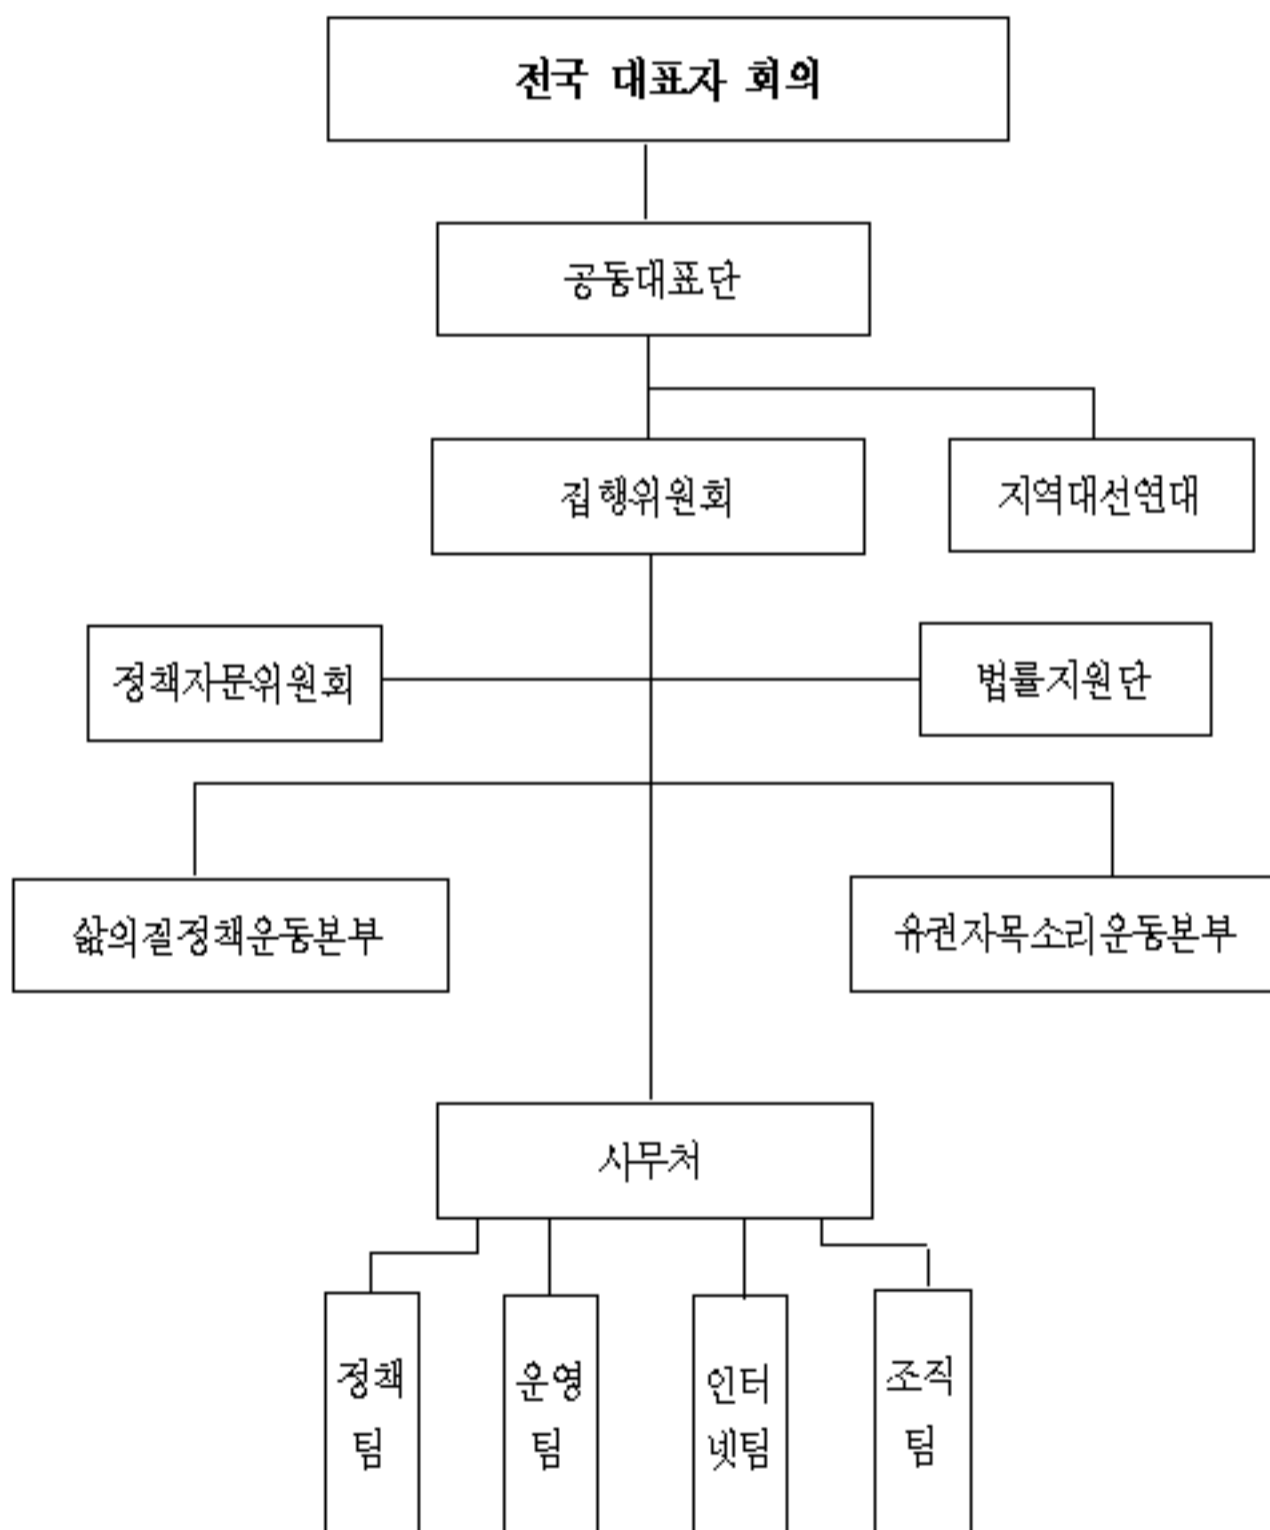 전국 대표자 회의
공동대표단
집행위원회
지역대선연대
정책자문위원회
법률지원단
삶의질정책운동본부
유권자목소리운동본부
사무처
정책
팀
운영
팀
인터
넷팀
조직
팀